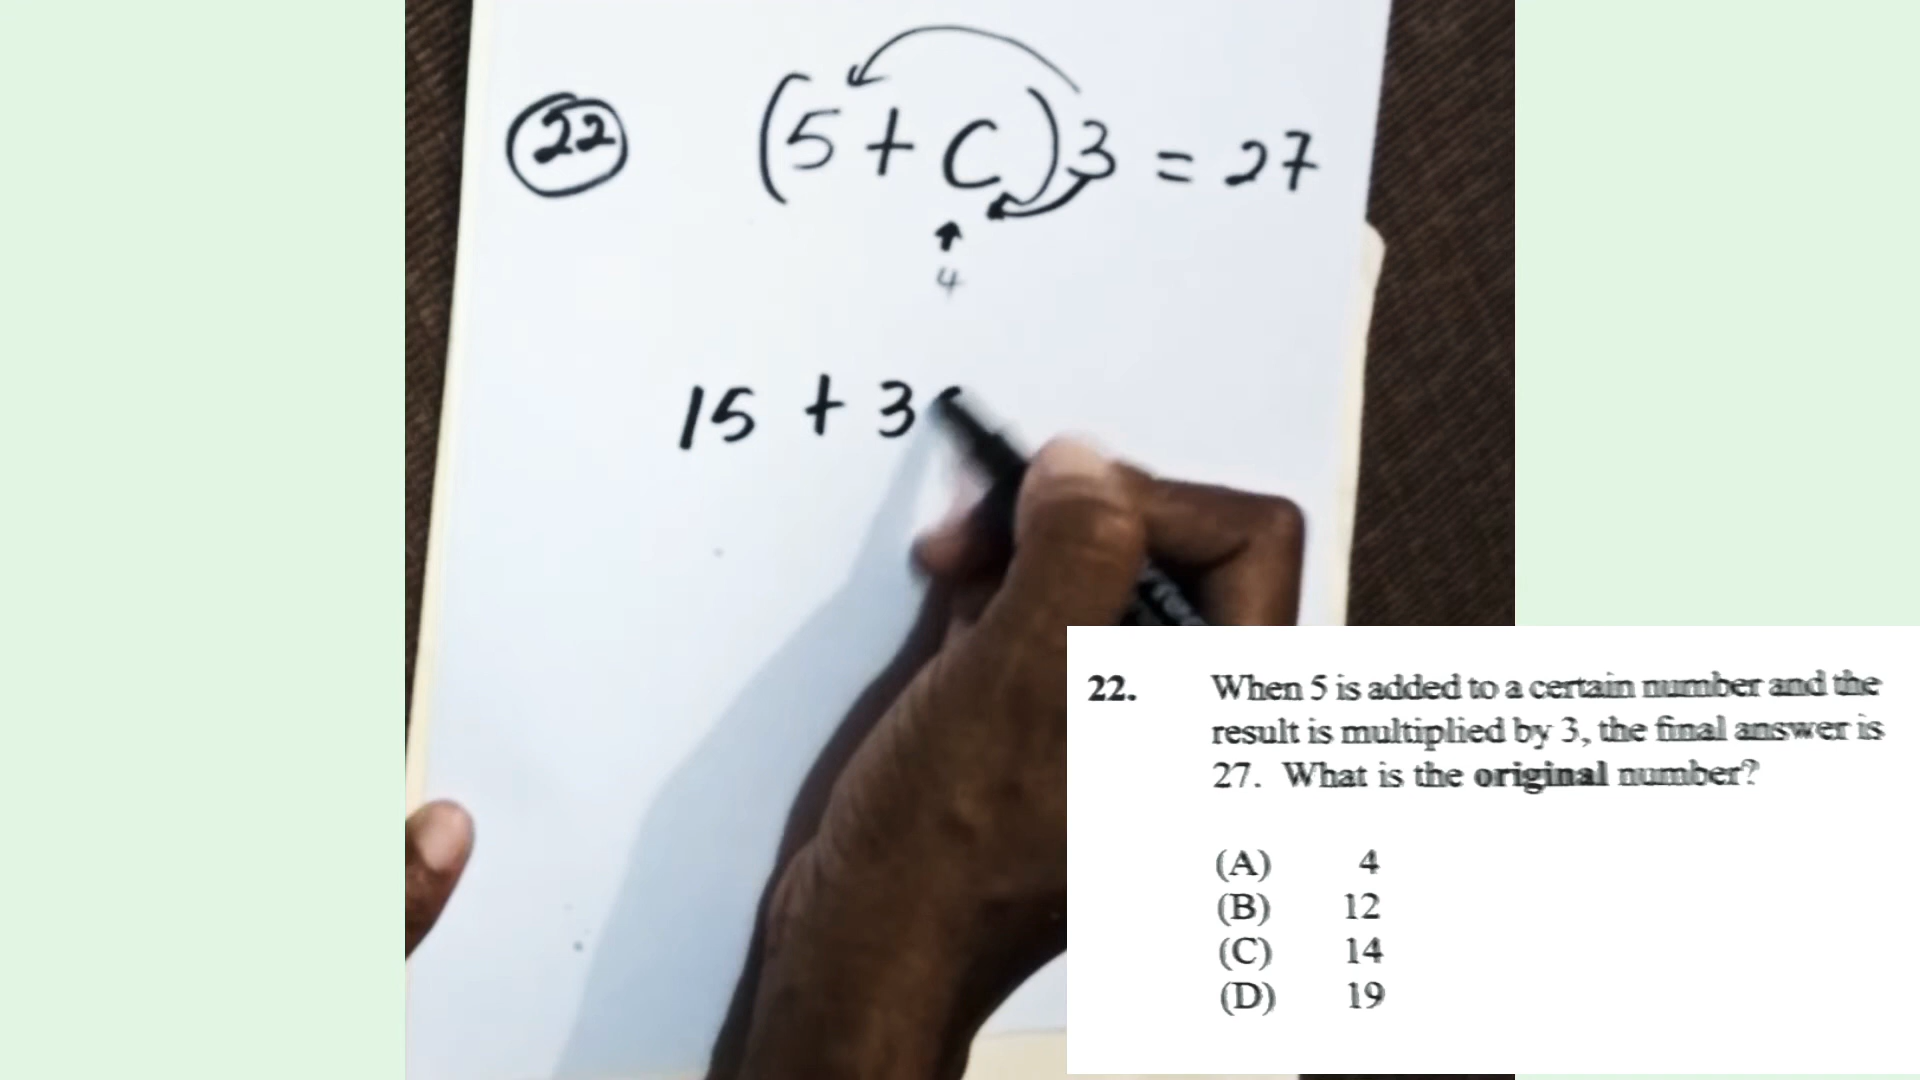 22 (5 + C)3 = 27
4
15 + 3
22. When 5 is added to a certain number and the
result is multiplied by 3, the final answer is
27. What is the original number?
(A) 4
(B) 12
(C) 14
(D) 19